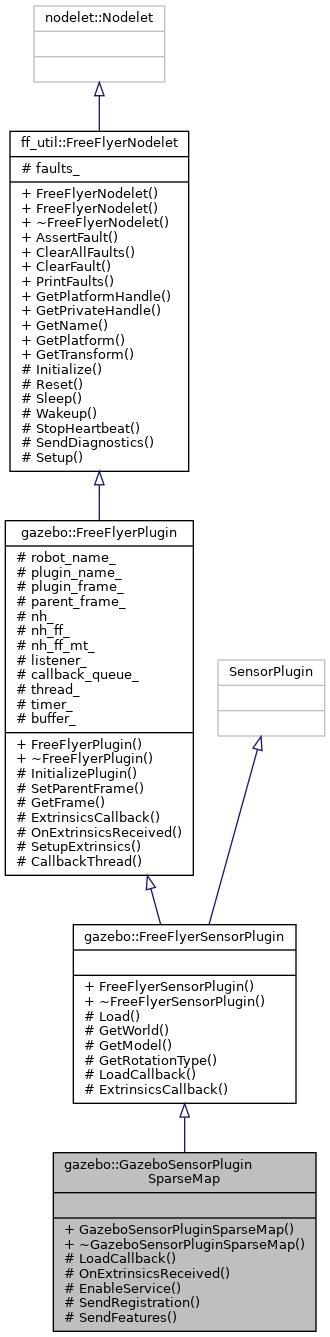 nodelet::Nodelet
ff_util::FreeFlyerNodelet
# faults_
+ FreeFlyerNodelet()
+ FreeFlyerNodelet()
+ ~FreeFlyerNodelet()
+ AssertFault()
+ ClearAllFaults()
+ ClearFault()
+ PrintFaults()
+ GetPlatformHandle()
+ GetPrivateHandle()
+ GetName()
+ GetPlatform()
+ GetTransform()
# Initialize()
# Reset()
# Sleep()
# Wakeup()
# StopHeartbeat()
# SendDiagnostics()
# Setup()
gazebo::FreeFlyerPlugin
# robot_name_
# plugin_name_
# plugin_frame_
# parent_frame_
# nh_
# nh_ff_
# nh_ff_mt_
# listener_
# callback_queue_
# thread_
# timer_
# buffer_
+ FreeFlyerPlugin()
+ ~FreeFlyerPlugin()
# InitializePlugin()
# SetParentFrame()
# GetFrame()
# ExtrinsicsCallback()
# OnExtrinsicsReceived()
# SetupExtrinsics()
# CallbackThread()
SensorPlugin
gazebo::FreeFlyerSensorPlugin
+ FreeFlyerSensorPlugin()
+ ~FreeFlyerSensorPlugin()
# Load()
# GetWorld()
# GetModel()
# GetRotationType()
# LoadCallback()
# ExtrinsicsCallback()
gazebo::GazeboSensorPlugin
SparseMap
+ GazeboSensorPluginSparseMap()
+ ~GazeboSensorPluginSparseMap()
# LoadCallback()
# OnExtrinsicsReceived()
# EnableService()
# SendRegistration()
# SendFeatures()